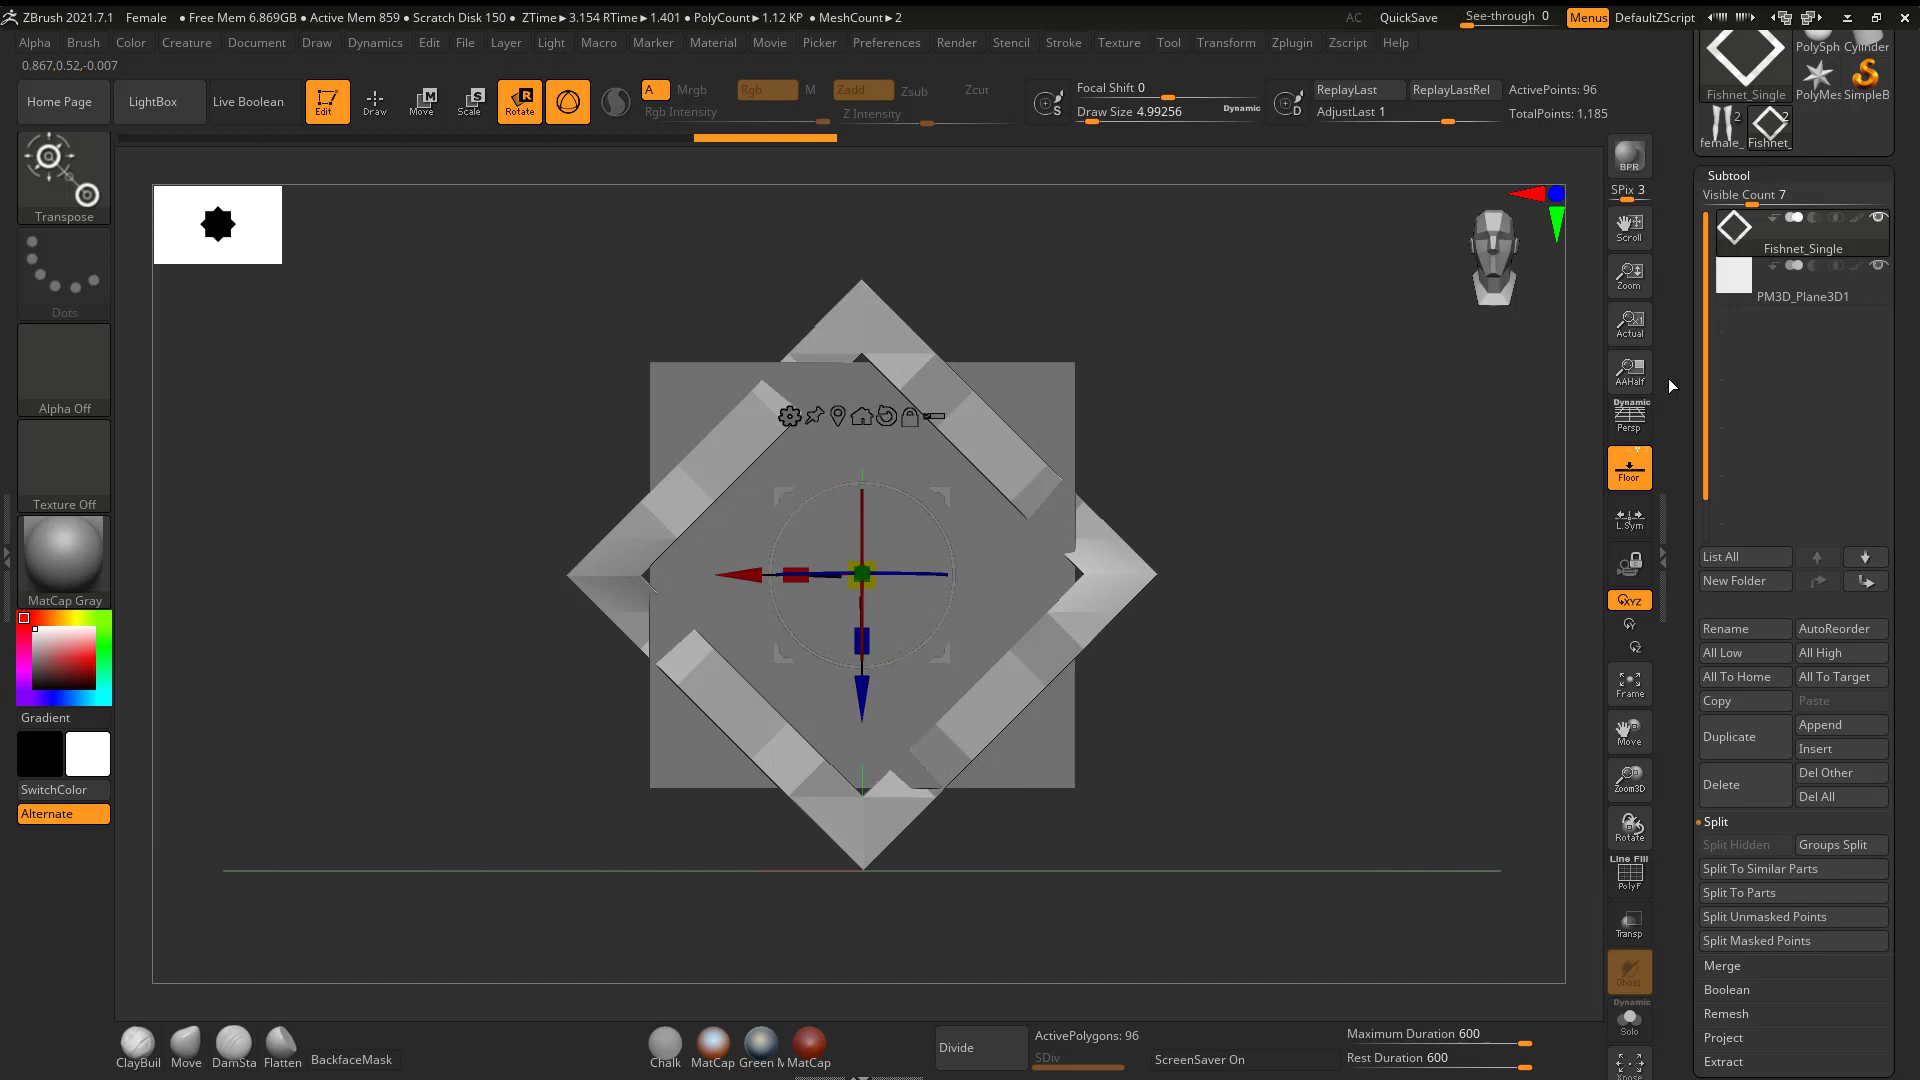 ZBrush 2021.7.1 Female ● Free Mem 6.869GB ● Active Mem 859 ● Scratch Disk 150 ● ZTime►3.154 RTime►1.401 ● PolyCount►1.12 KP ● MeshCount►2 AC QuickSave See-through 0 Menus DefaultZScript
Alpha Brush Color Creature Document Draw Dynamics Edit File Layer Light Macro Marker Material Movie Picker Preferences Render Stencil Stroke Texture Tool Transform Zplugin Zscript Help
0.867,0.52,-0.007
Home Page LightBox Live Boolean Edit Draw Move Scale Rotate
A Mrgb Rgb M Zadd Zsub Zcut
Rgb Intensity Z Intensity
S Focal Shift 0
Draw Size 4.99256 Dynamic
D ReplayLast ReplayLastRel ActivePoints: 96
AdjustLast 1 TotalPoints: 1,185
Transpose
Dots
Alpha Off
Texture Off
MatCap Gray
Gradient
SwitchColor
Alternate
BPR
SPix 3
Scroll
Zoom
Actual
AAHalf
Dynamic
Persp
Floor
L.Sym
XYZ
Frame
Move
Zoom3D
Rotate
Line Fill
PolyF
Transp
Ghost
Dynamic
Solo
Xpose
PolySph Cylinder
Fishnet_Single PolyMes SimpleB
2 2
female_ Fishnet_
Subtool
Visible Count 7
Fishnet_Single
PM3D_Plane3D1
List All
New Folder
Rename AutoReorder
All Low All High
All To Home All To Target
Copy Paste
Duplicate Append
Insert
Delete Del Other
Del All
Split
Split Hidden Groups Split
Split To Similar Parts
Split To Parts
Split Unmasked Points
Split Masked Points
Merge
Boolean
Remesh
Project
Extract
ClayBuil Move DamSta Flatten BackfaceMask
Chalk MatCap Green M MatCap
Divide ActivePolygons: 96
SDiv
ScreenSaver On
Maximum Duration 600
Rest Duration 600